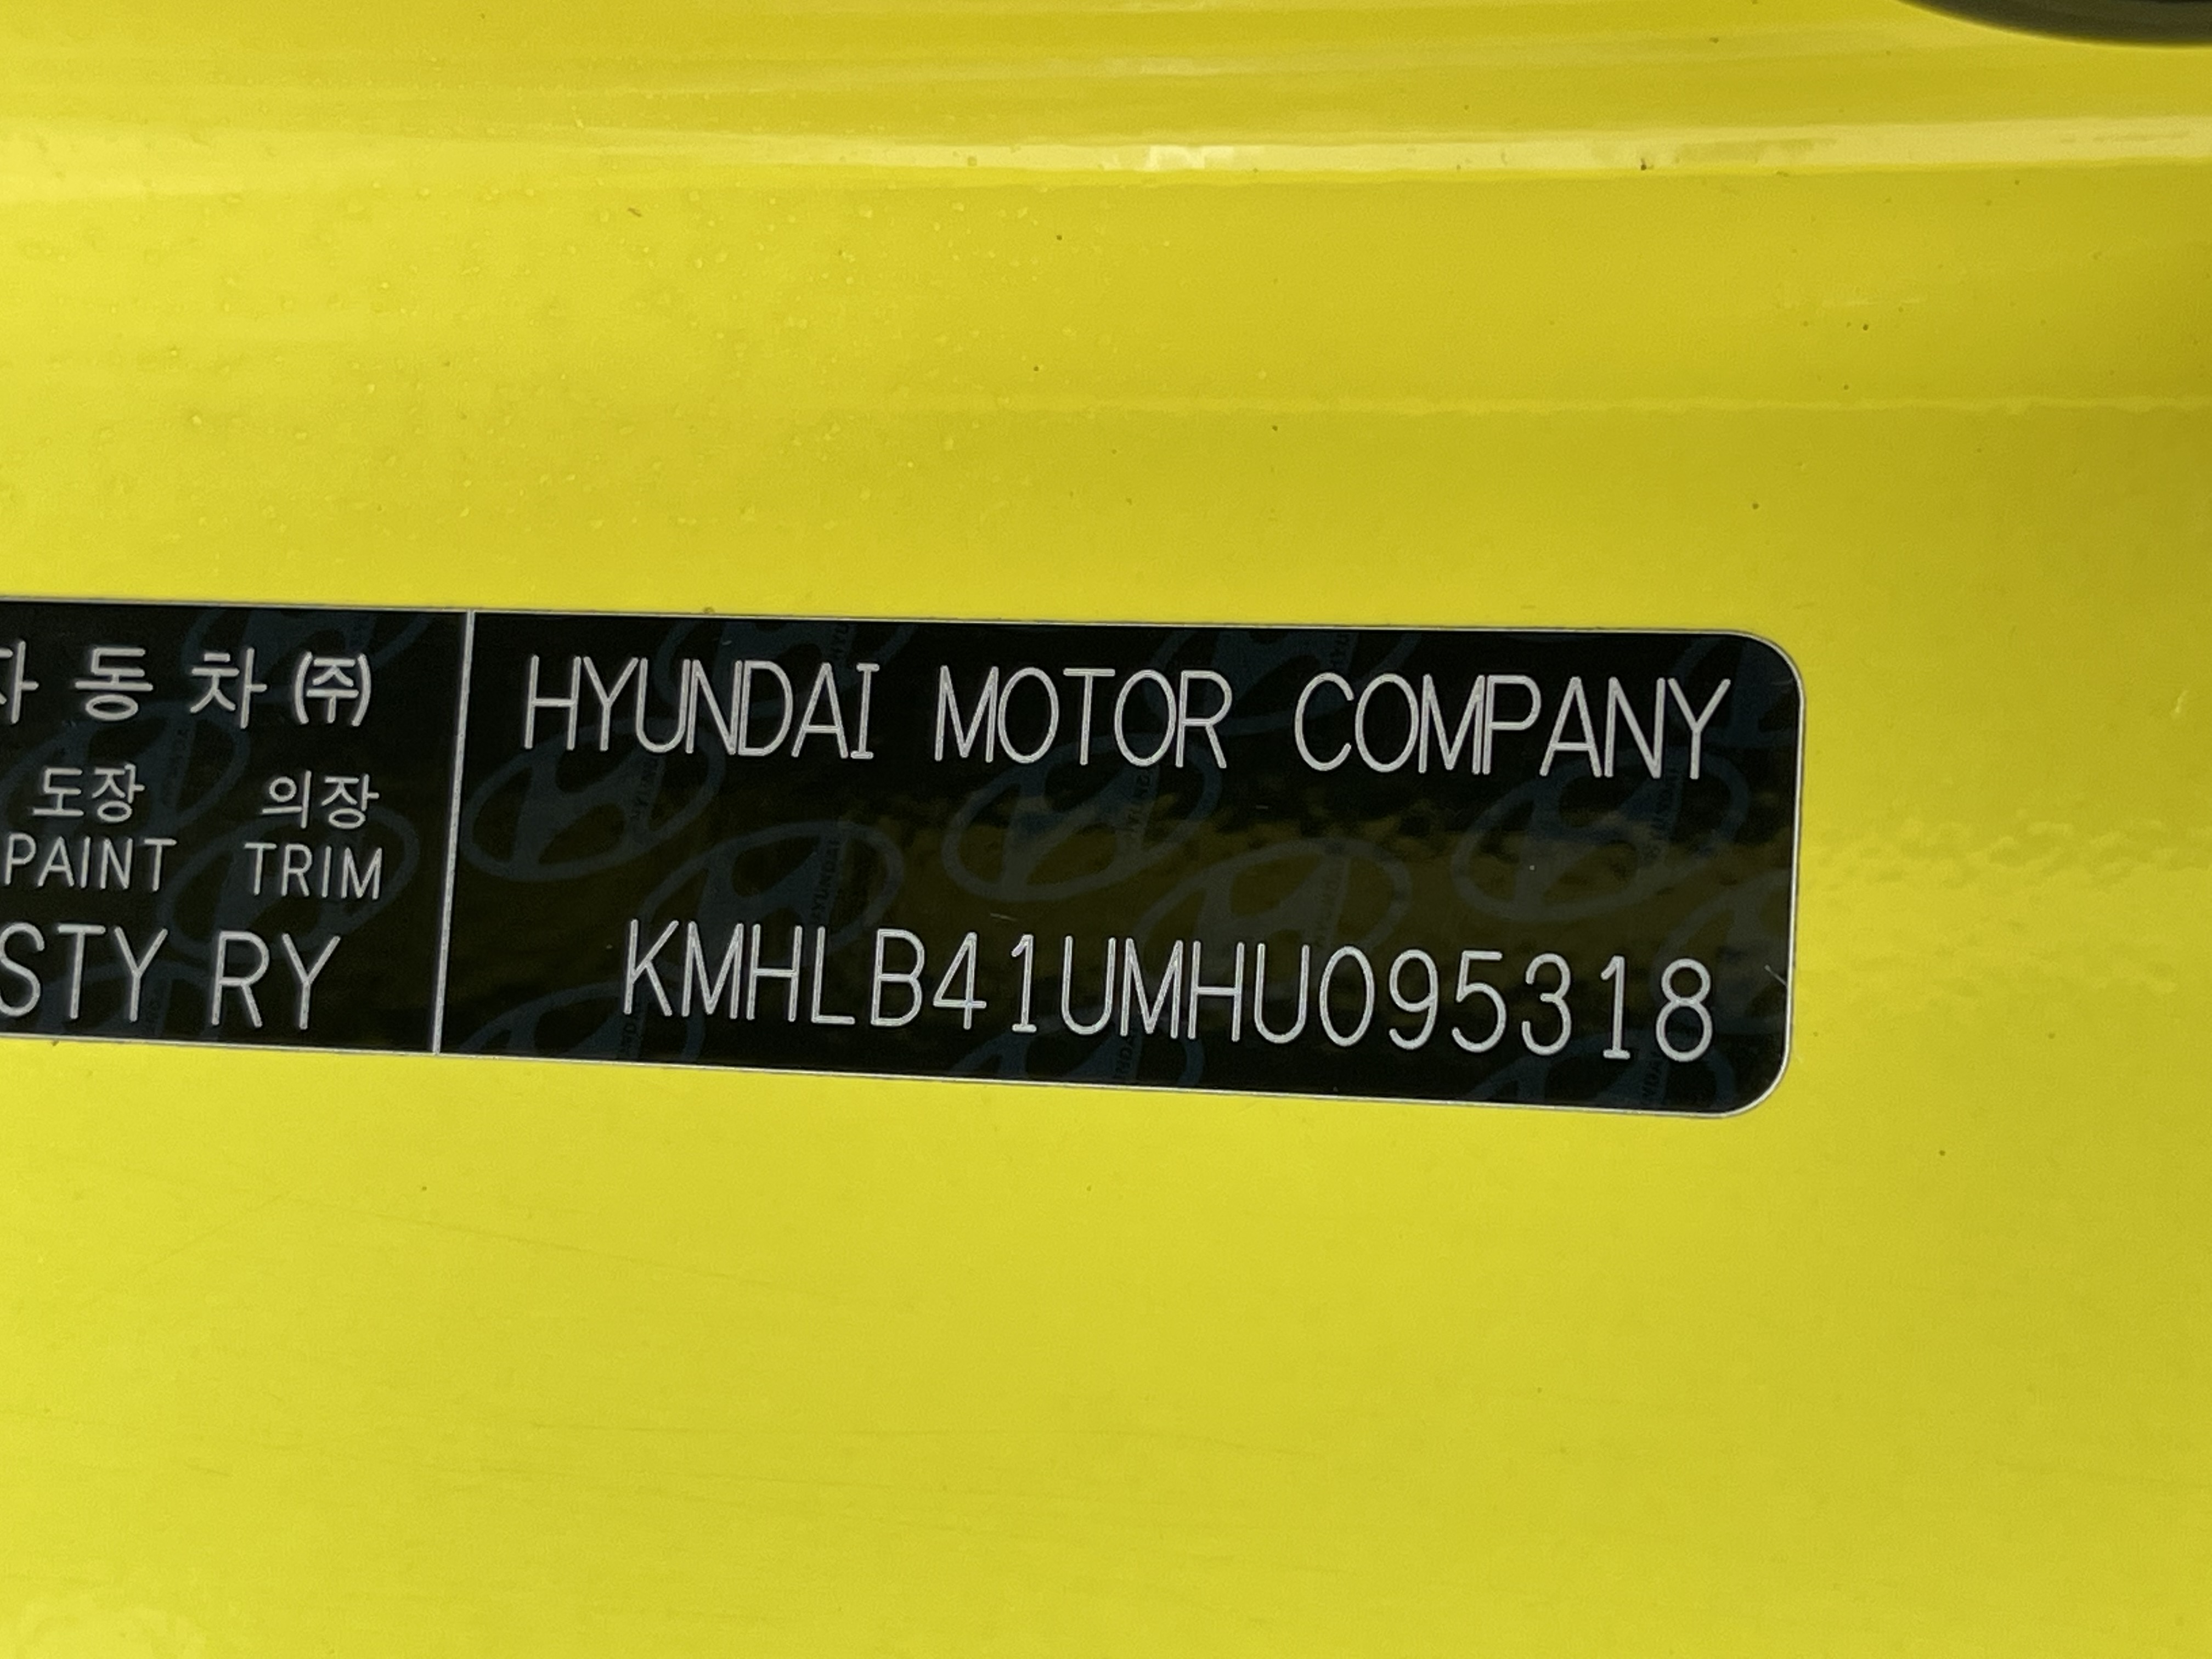 자동차(주)
도장 의장
PAINT TRIM
STY RY
HYUNDAI MOTOR COMPANY
KMHLB41UMHU095318